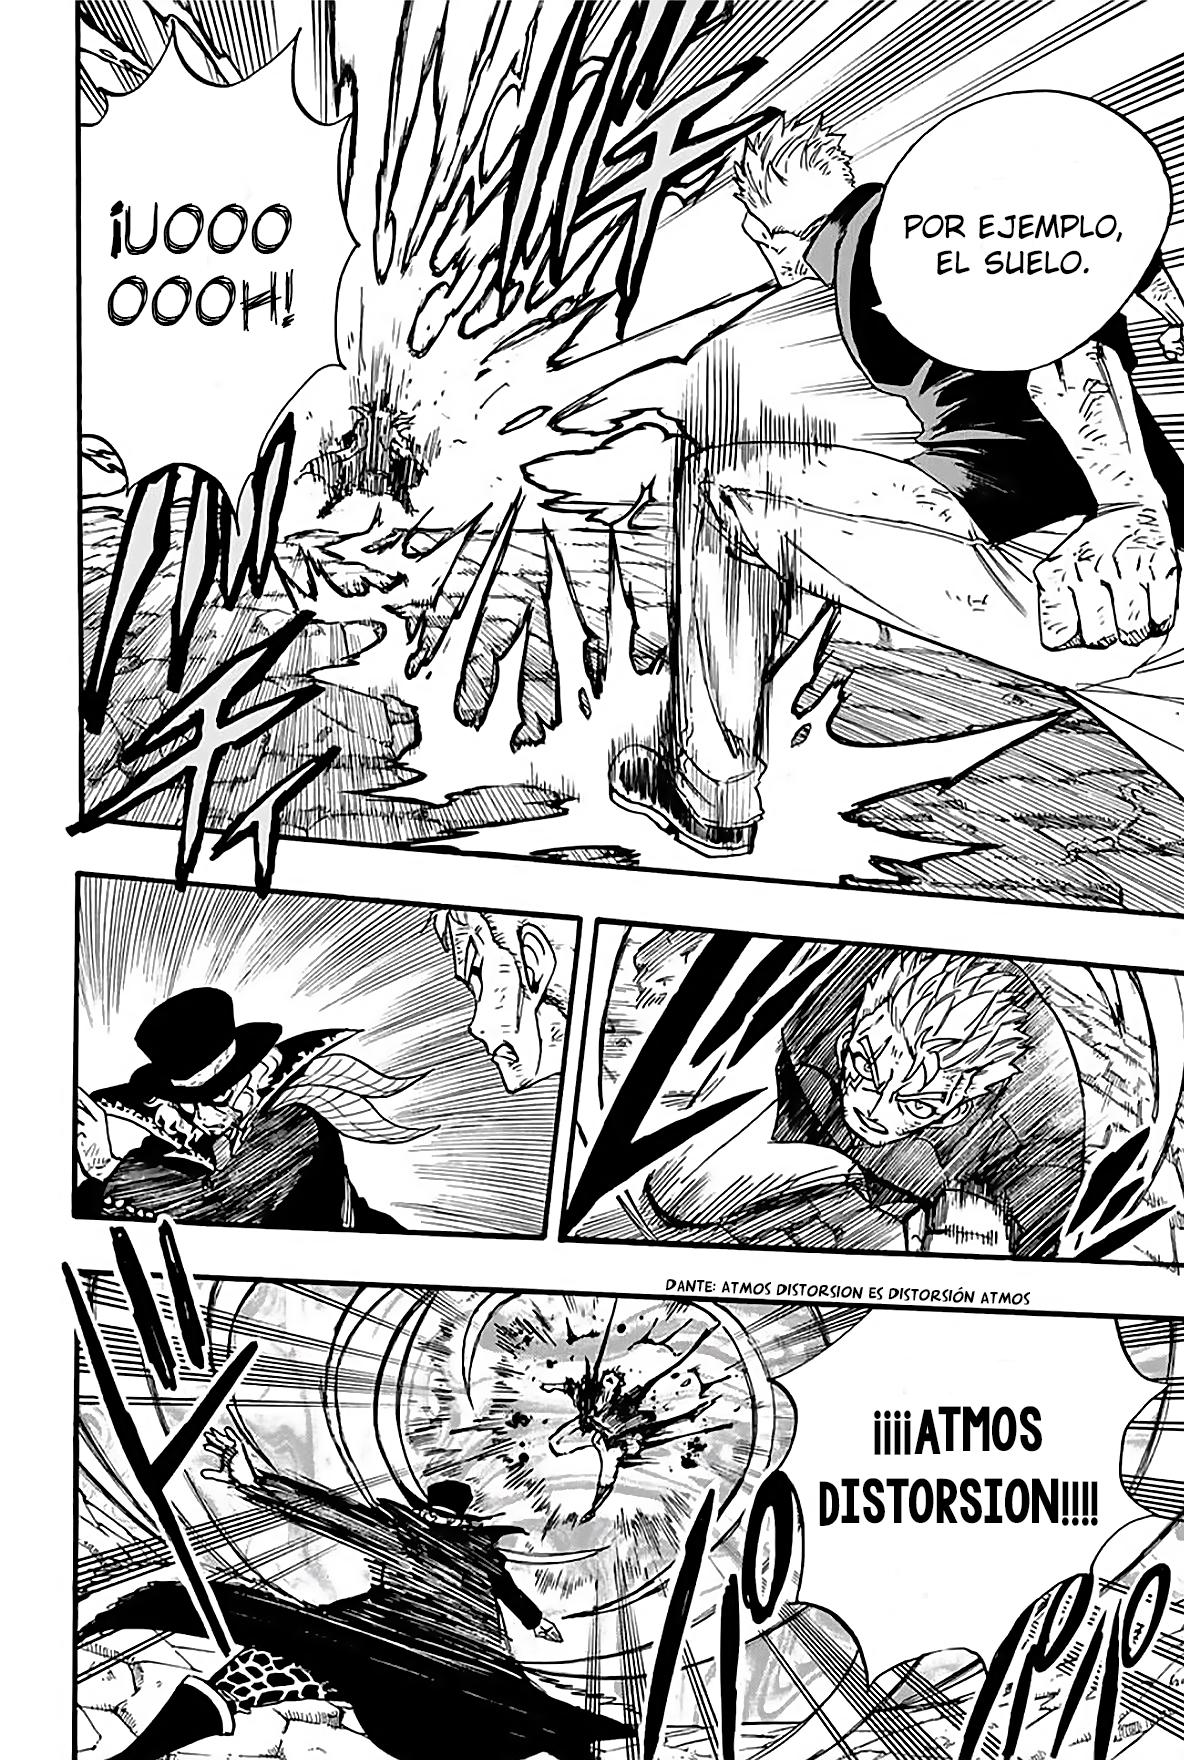 POR EJEMPLO,
EL SUELO.
¡UOOO
OOOH!
DANTE: ATMOS DISTORSION ES DISTORSIÓN ATMOS
¡¡¡¡ATMOS
DISTORSION!!!!